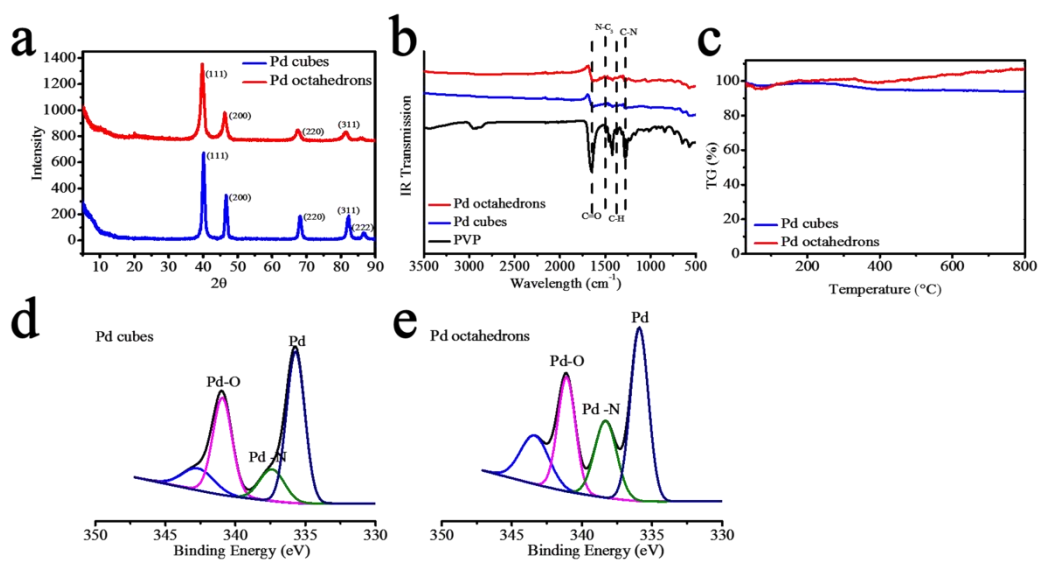 a
1400
1200
1000
800
600
400
200
0
Intensity
Pd cubes
Pd octahedrons
(111)
(200)
(220)
(311)
(111)
(200)
(220)
(311)
(222)
10 20 30 40 50 60 70 80 90
2θ
b
N-C3
C-N
IR Transmission
Pd octahedrons
Pd cubes
PVP
C=O
C-H
3500 3000 2500 2000 1500 1000 500
Wavelength (cm-1)
c
100
80
60
40
20
0
TG (%)
Pd cubes
Pd octahedrons
200 400 600 800
Temperature (°C)
d
Pd cubes
Pd
Pd-O
Pd -N
350 345 340 335 330
Binding Energy (eV)
e
Pd octahedrons
Pd
Pd-O
Pd -N
350 345 340 335 330
Binding Energy (eV)